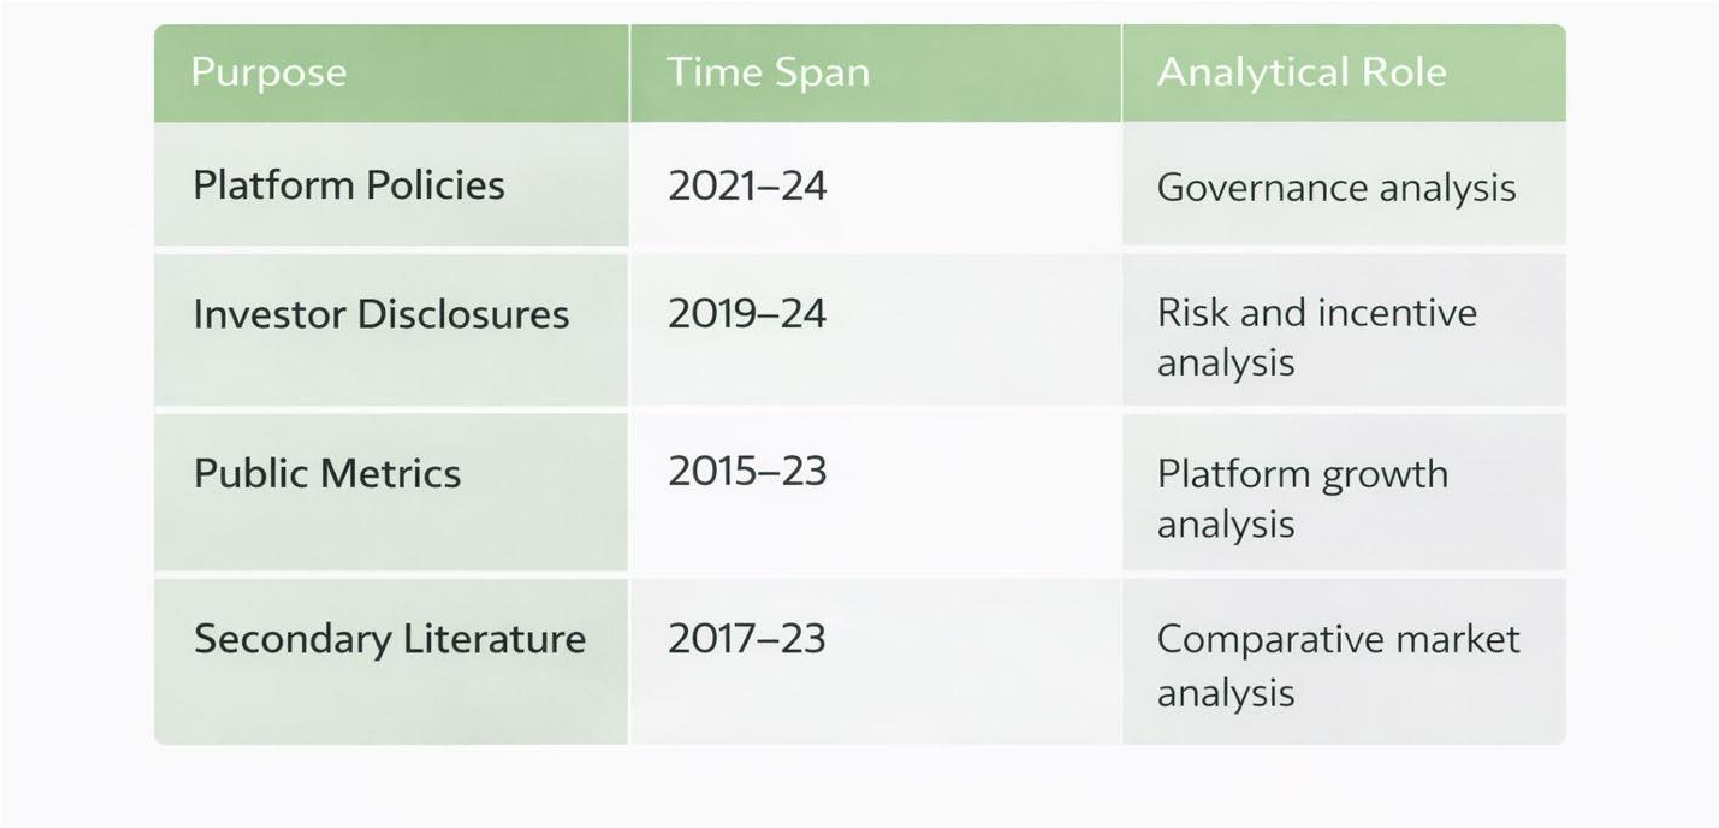 Purpose Time Span Analytical Role
Platform Policies 2021–24 Governance analysis
Investor Disclosures 2019–24 Risk and incentive
analysis
Public Metrics 2015–23 Platform growth
analysis
Secondary Literature 2017–23 Comparative market
analysis